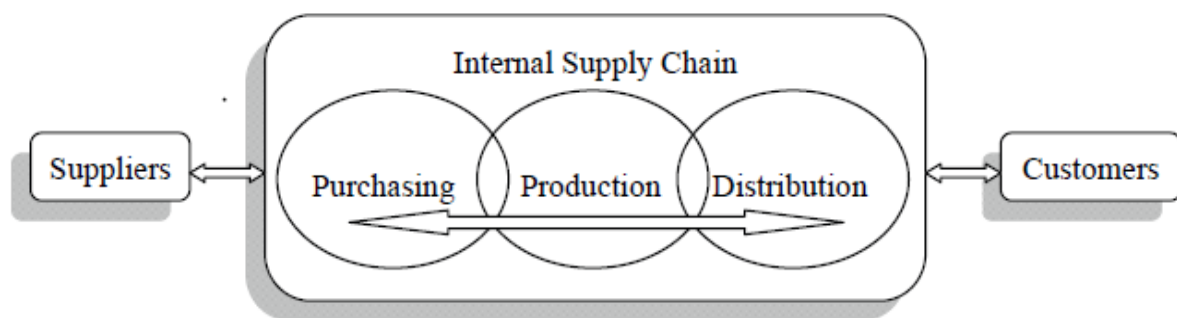 Internal Supply Chain
Suppliers
Purchasing
Production
Distribution
Customers